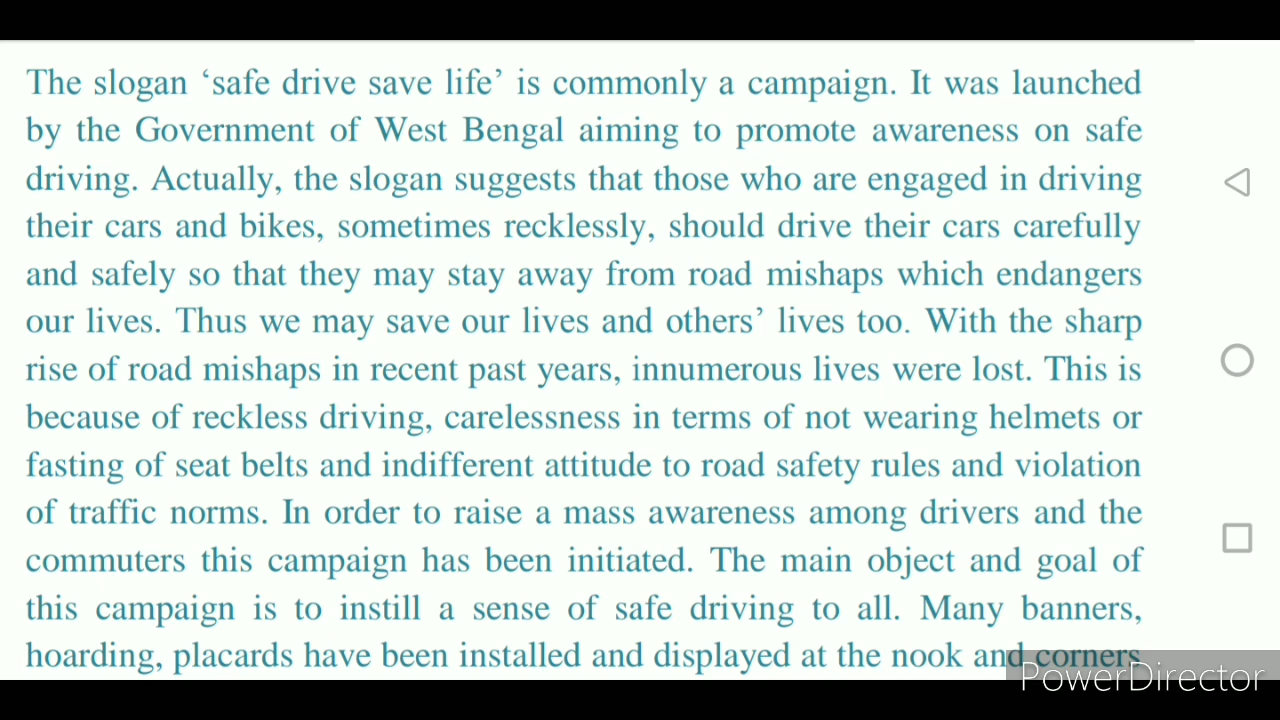 The slogan ‘safe drive save life’ is commonly a campaign. It was launched
by the Government of West Bengal aiming to promote awareness on safe
driving. Actually, the slogan suggests that those who are engaged in driving
their cars and bikes, sometimes recklessly, should drive their cars carefully
and safely so that they may stay away from road mishaps which endangers
our lives. Thus we may save our lives and others’ lives too. With the sharp
rise of road mishaps in recent past years, innumerous lives were lost. This is
because of reckless driving, carelessness in terms of not wearing helmets or
fasting of seat belts and indifferent attitude to road safety rules and violation
of traffic norms. In order to raise a mass awareness among drivers and the
commuters this campaign has been initiated. The main object and goal of
this campaign is to instill a sense of safe driving to all. Many banners,
hoarding, placards have been installed and displayed at the nook and corners
PowerDirector